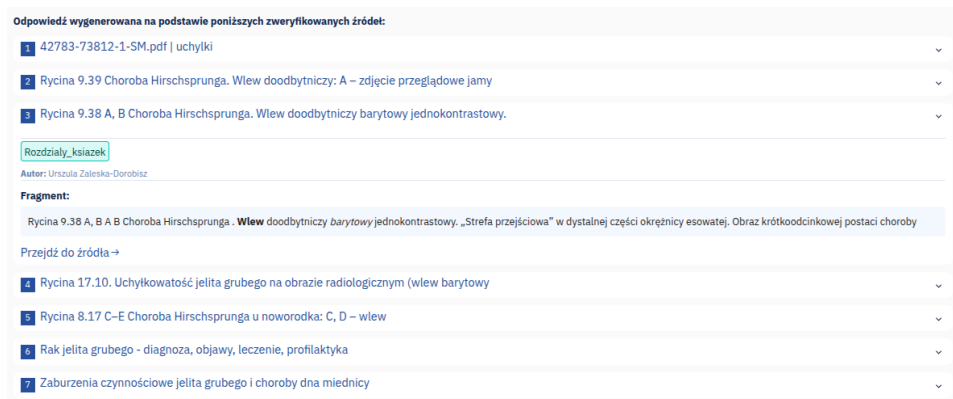 Odpowiedź wygenerowana na podstawie poniższych zweryfikowanych źródeł:
1 42783-73812-1-SM.pdf | uchylki
2 Rycina 9.39 Choroba Hirschsprunga. Wlew doodbytniczy: A – zdjęcie przeglądowe jamy
3 Rycina 9.38 A, B Choroba Hirschsprunga. Wlew doodbytniczy barytowy jednokontrastowy.
Rozdzialy_ksiazek
Autor: Urszula Zaleska-Dorobisz
Fragment:
Rycina 9.38 A, B A B Choroba Hirschsprunga . Wlew doodbytniczy barytowy jednokontrastowy. „Strefa przejściowa” w dystalnej części okrężnicy esowatej. Obraz krótkoodcinkowej postaci choroby
Przejdź do źródła→
4 Rycina 17.10. Uchyłkowatość jelita grubego na obrazie radiologicznym (wlew barytowy
5 Rycina 8.17 C–E Choroba Hirschsprunga u noworodka: C, D – wlew
6 Rak jelita grubego - diagnoza, objawy, leczenie, profilaktyka
7 Zaburzenia czynnościowe jelita grubego i choroby dna miednicy